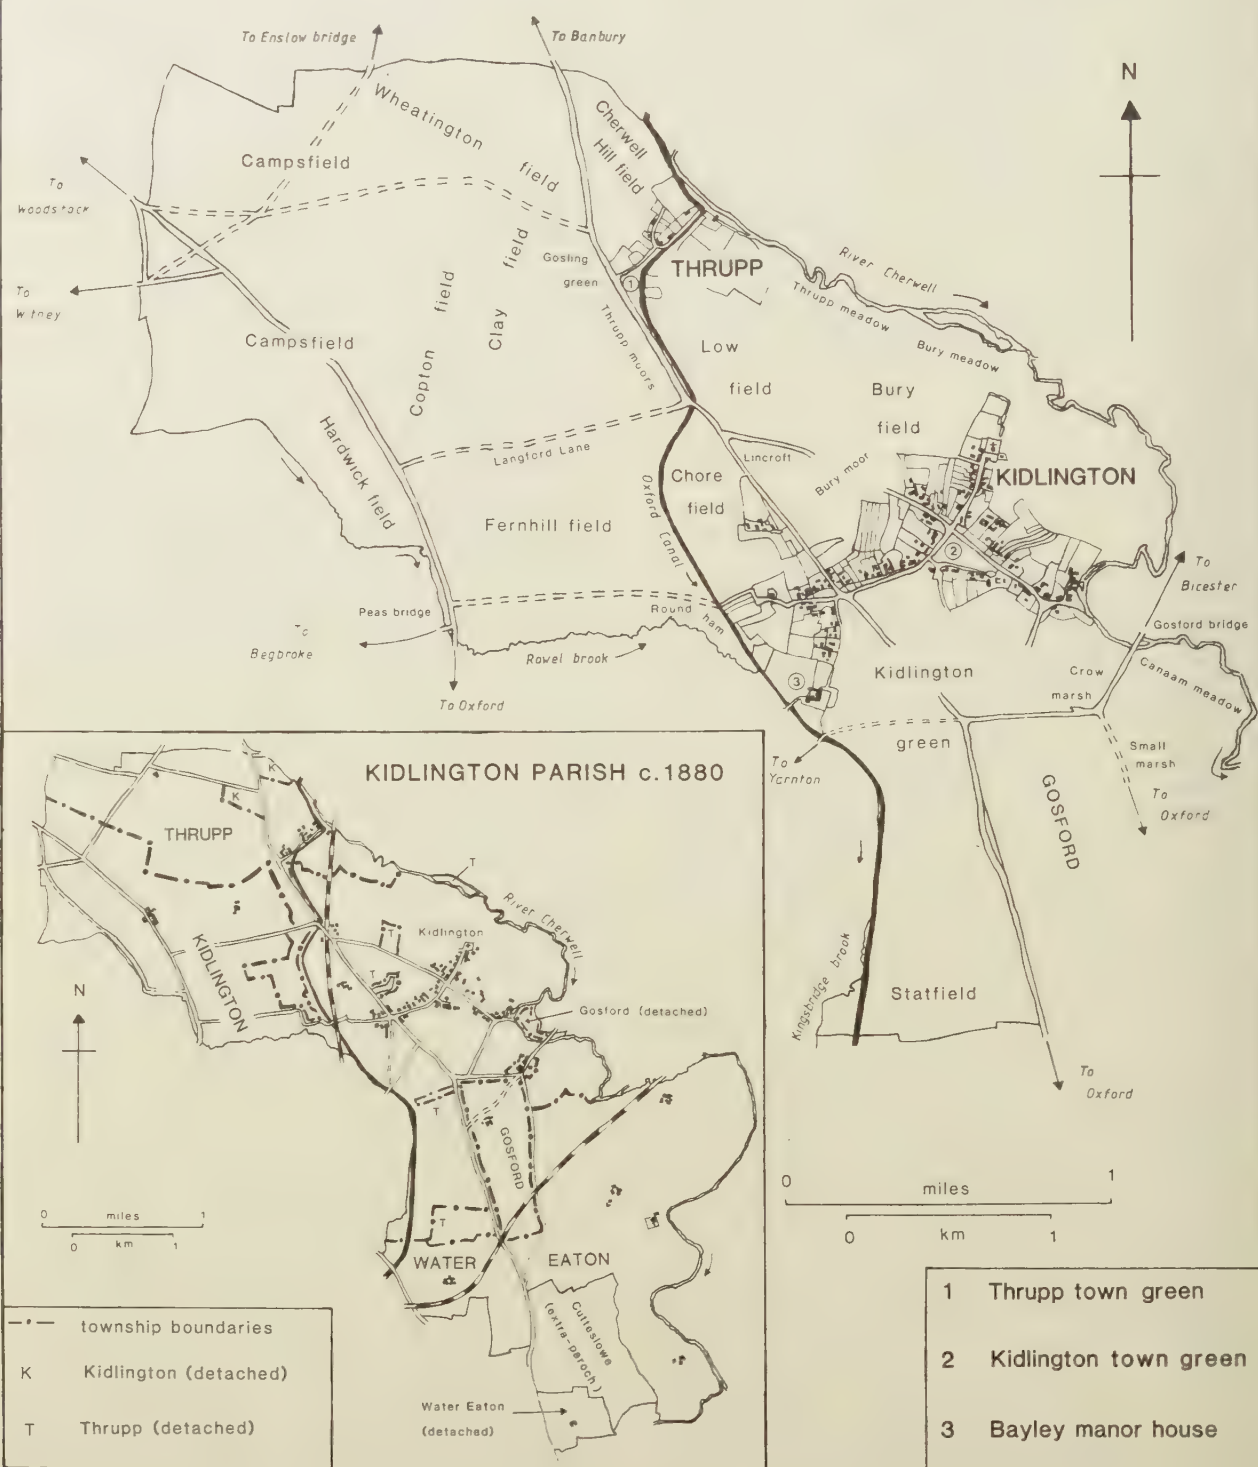 To Enslow bridge
To Banbury
N
Wheatington
field
Cherwell
Hill field
Campsfield
To
Woodstock
To
Witney
Gosling
green
1
THRUPP
River Cherwell
Thrupp meadow
Bury meadow
Thrupp moors
Low
field
Bury
field
Copton field
Clay field
Campsfield
Hardwick field
Langford Lane
Lincroft
Bury moor
Chore
field
KIDLINGTON
Oxford Canal
Fernhill field
2
To
Bicester
Gosford bridge
Peas bridge
Round
ham
To
Begbroke
Rowel brook
3
Kidlington
green
Crow
marsh
Canaam meadow
To Oxford
Small
marsh
To
Yarnton
To
Oxford
GOSFORD
Kingsbridge brook
Statfield
To
Oxford
0 miles 1
0 km 1
KIDLINGTON PARISH c.1880
K
K
THRUPP
T
River Cherwell
T
Kidlington
KIDLINGTON
T
N
Gosford (detached)
T
GOSFORD
0 miles 1
0 km 1
T
WATER EATON
Cutteslowe
(extra-paroch.)
Water Eaton
(detached)
township boundaries
K Kidlington (detached)
T Thrupp (detached)
1 Thrupp town green
2 Kidlington town green
3 Bayley manor house